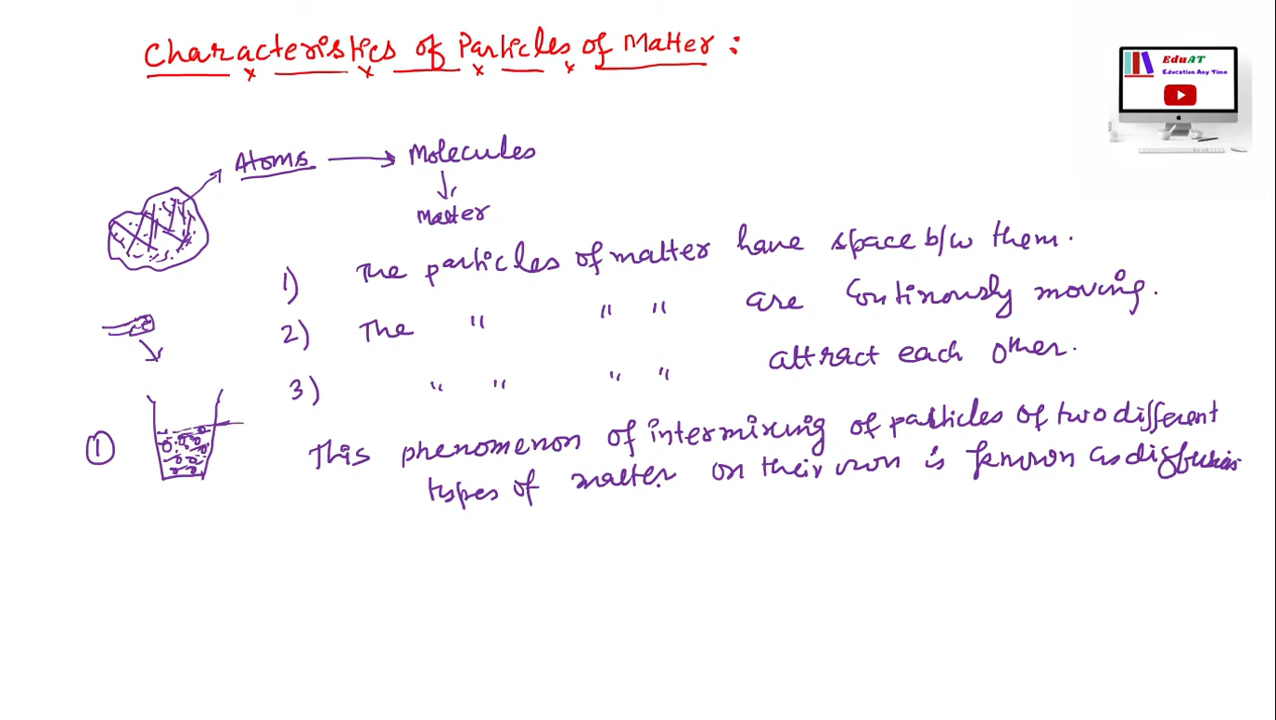 Characteristics of Particles of Matter :
EduAT
Education Any Time
Atoms → Molecules
Matter
1) The particles of matter have space b/w them.
2) The " " " are Continously moving.
3) " " " " attract each other.
① This phenomenon of intermixing of particles of two different
types of matter on their own is known as diffusion